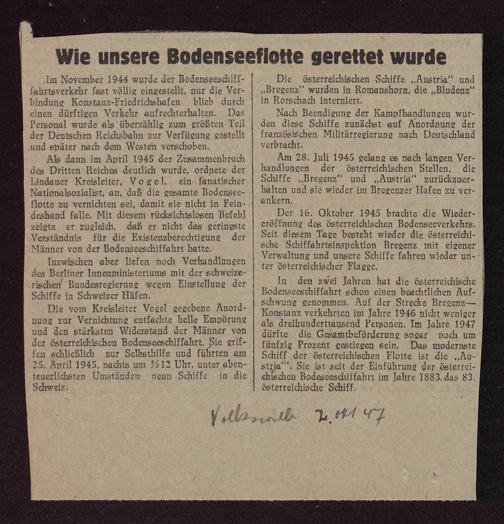 Wie unsere Bodenseeflotte gerettet wurde
Im November 1944 wurde der Bodenseeschiff-
fahrtsverkehr fast völlig eingestellt, nur die Ver-
bindung Konstanz-Friedrichshafen blieb durch
einen dürftigen Verkehr aufrechterhalten. Das
Personal wurde als überzählig zum größten Teil
der Deutschen Reichsbahn zur Verfügung gestellt
und später nach dem Westen verschoben.
Als dann im April 1945 der Zusammenbruch
des Dritten Reiches deutlich wurde, ordnete der
Lindauer Kreisleiter, Vogel, ein fanatischer
Nationalsozialist, an, daß die gesamte Bodensee-
flotte zu vernichten sei, damit sie nicht in Fein-
deshand falle. Mit diesem rücksichtslosen Befehl
zeigte er zugleich, daß er nicht das geringste
Verständnis für die Existenzberechtigung der
Männer von der Bodenseeschiffahrt hatte.
Inzwischen aber liefen noch Verhandlungen
des Berliner Innenministeriums mit der schweize-
rischen Bundesregierung wegen Einstellung der
Schiffe in Schweizer Häfen.
Die vom Kreisleiter Vogel gegebene Anord-
nung zur Vernichtung entfachte helle Empörung
und den stärksten Widerstand der Männer von
der österreichischen Bodenseeschiffahrt. Sie grif-
fen schließlich zur Selbsthilfe und führten am
25. April 1945, nachts um ½12 Uhr, unter aben-
teuerlichsten Umständen neun Schiffe in die
Schweiz.
Die österreichischen Schiffe „Austria" und
„Bregenz" wurden in Romanshorn, die „Bludenz"
in Rorschach interniert.
Nach Beendigung der Kampfhandlungen wur-
den diese Schiffe zunächst auf Anordnung der
französischen Militärregierung nach Deutschland
verbracht.
Am 28. Juli 1945 gelang es nach langen Ver-
handlungen der österreichischen Stellen, die
Schiffe „Bregenz" und „Austria" zurückzuer-
halten und sie wieder im Bregenzer Hafen zu ver-
ankern.
Der 16. Oktober 1945 brachte die Wieder-
eröffnung des österreichischen Bodenseeverkehrs.
Seit diesem Tage besteht wieder die österreichi-
sche Schiffahrtsinspektion Bregenz mit eigener
Verwaltung und unsere Schiffe fahren wieder un-
ter österreichischer Flagge.
In den zwei Jahren hat die österreichische
Bodenseeschiffahrt schon einen beachtlichen Auf-
schwung genommen. Auf der Strecke Bregenz—
Konstanz verkehrten im Jahre 1946 nicht weniger
als dreihunderttausend Personen. Im Jahre 1947
dürfte die Gesamtbeförderung sogar noch um
fünfzig Prozent gestiegen sein. Das modernste
Schiff der österreichischen Flotte ist die „Au-
stria"'. Sie ist seit der Einführung der österrei-
chischen Bodeseeschiffahrt im Jahre 1883 das 83.
österreichische Schiff.
Volkswille 2. Okt 47